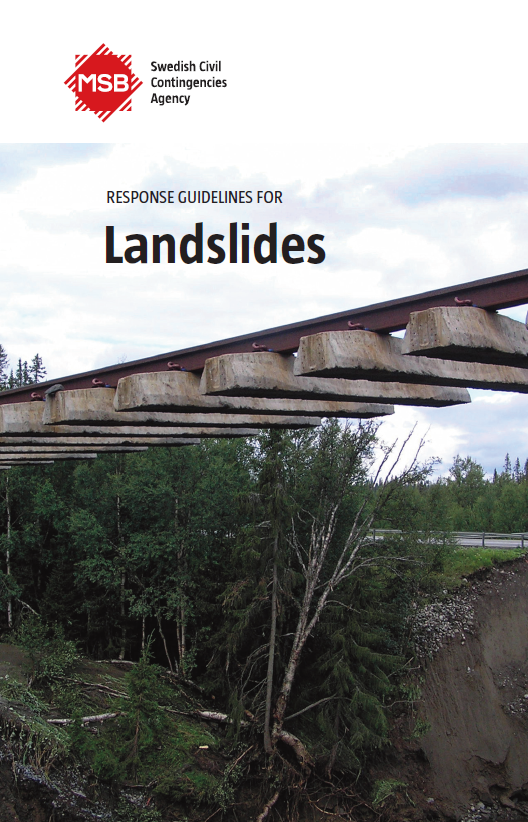 MSB
Swedish Civil
Contingencies
Agency
RESPONSE GUIDELINES FOR
Landslides